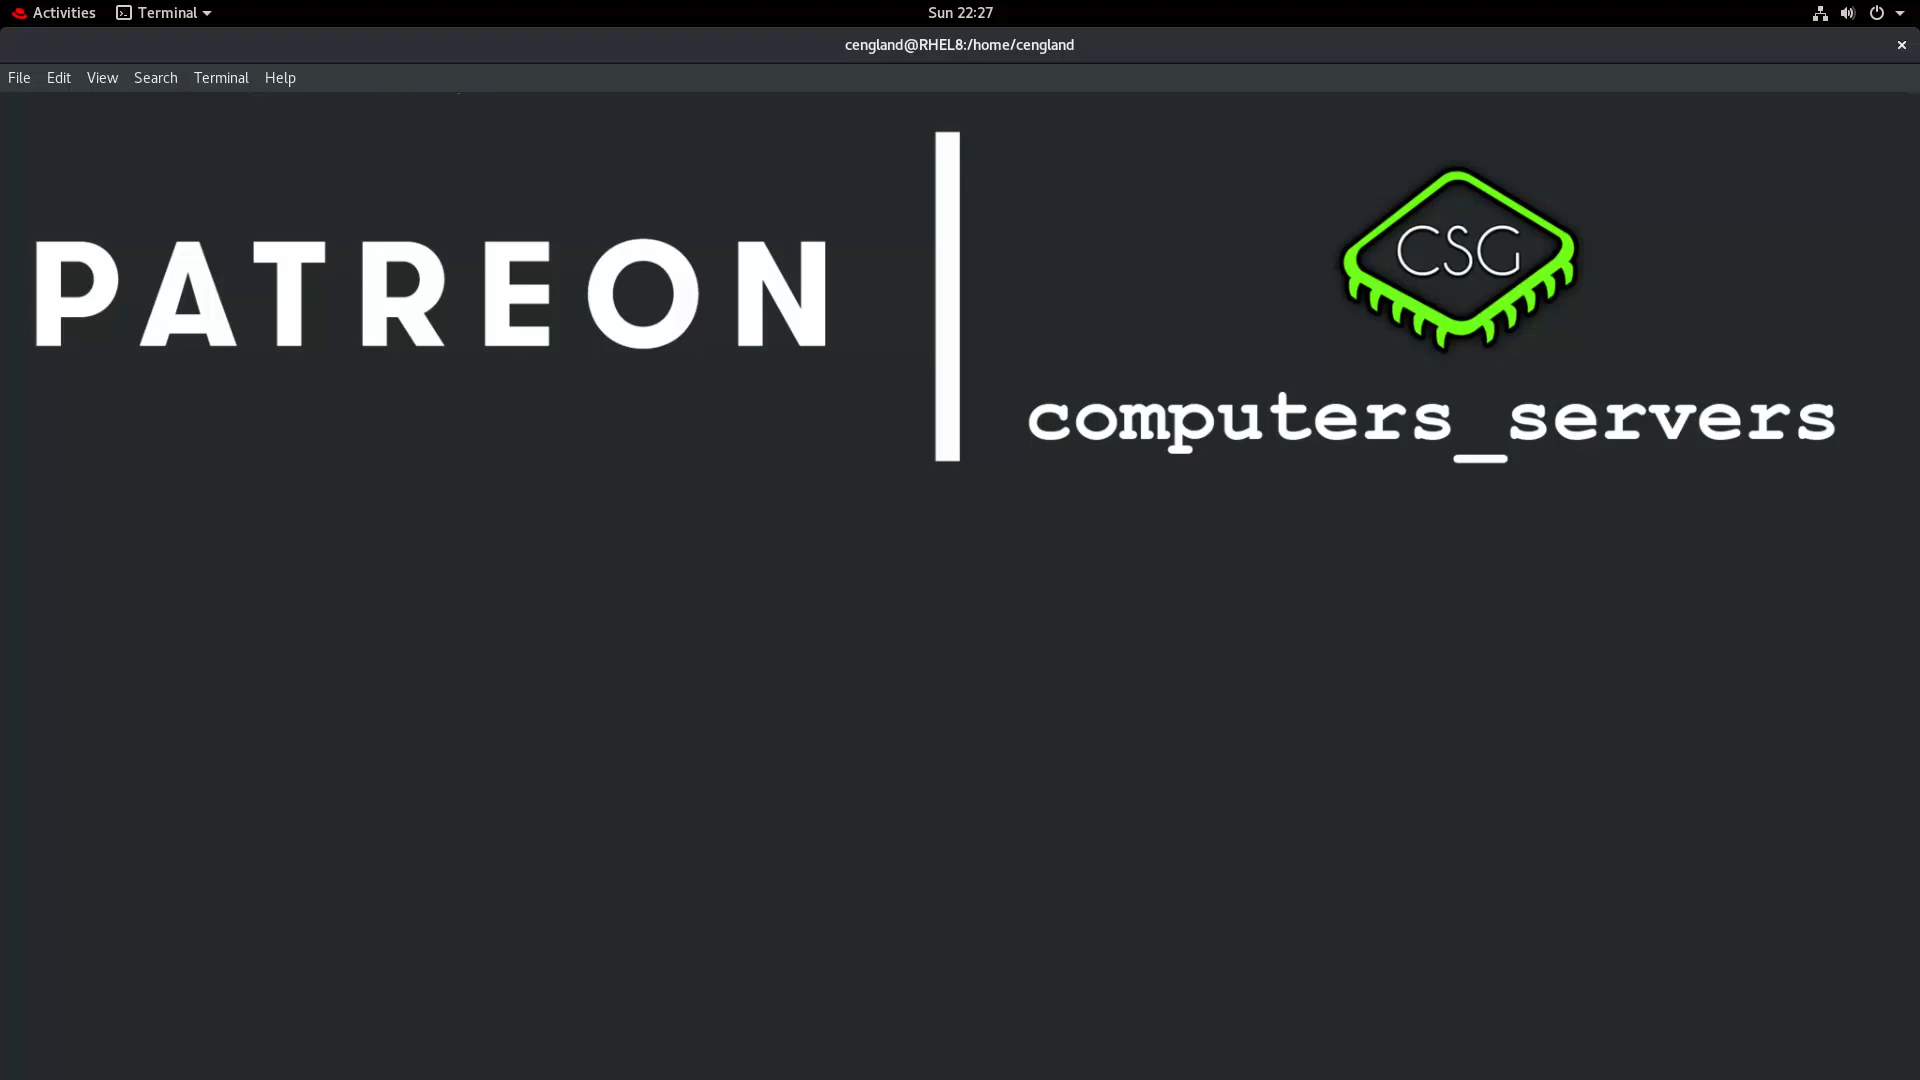 Activities Terminal Sun 22:27
cengland@RHEL8:/home/cengland
File Edit View Search Terminal Help
PATREON
CSG
computers_servers